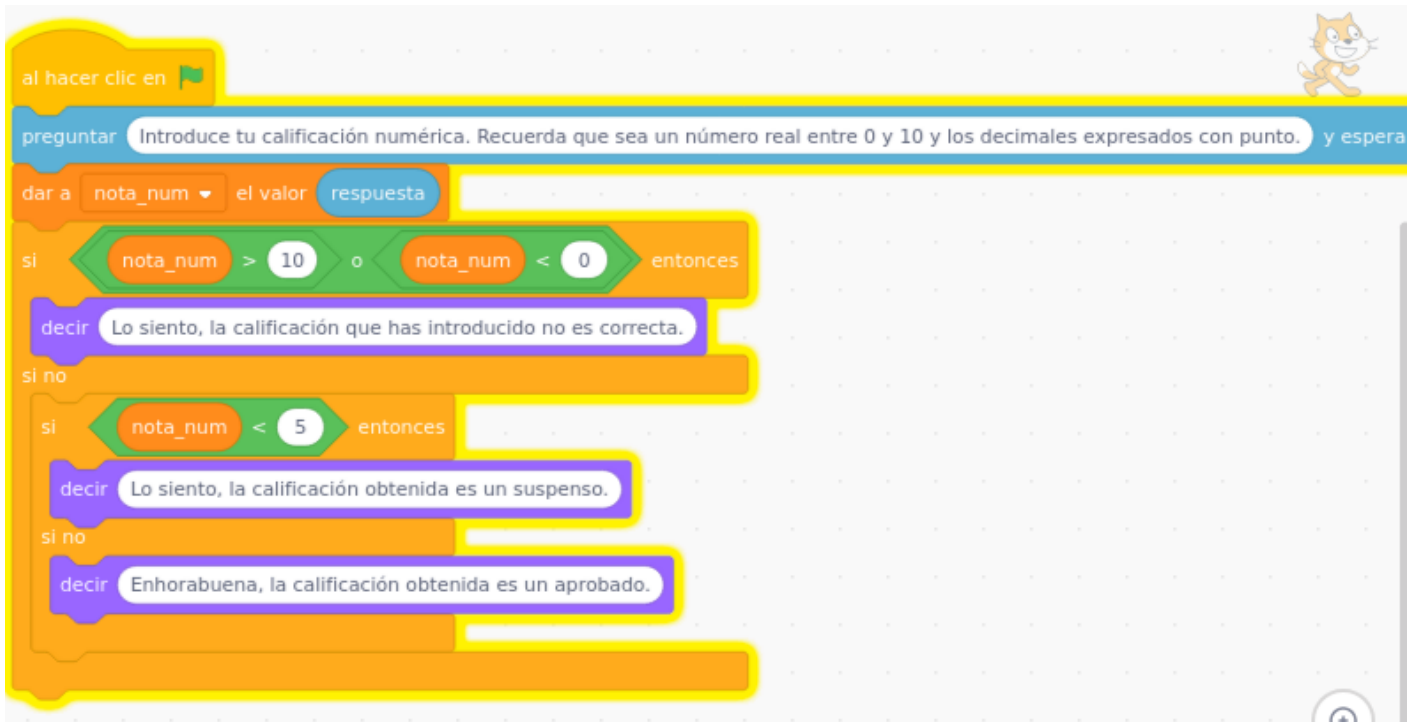 al hacer clic en
preguntar Introduce tu calificación numérica. Recuerda que sea un número real entre 0 y 10 y los decimales expresados con punto. y espera
dar a nota_num el valor respuesta
si nota_num > 10 o nota_num < 0 entonces
decir Lo siento, la calificación que has introducido no es correcta.
si no
si nota_num < 5 entonces
decir Lo siento, la calificación obtenida es un suspenso.
si no
decir Enhorabuena, la calificación obtenida es un aprobado.